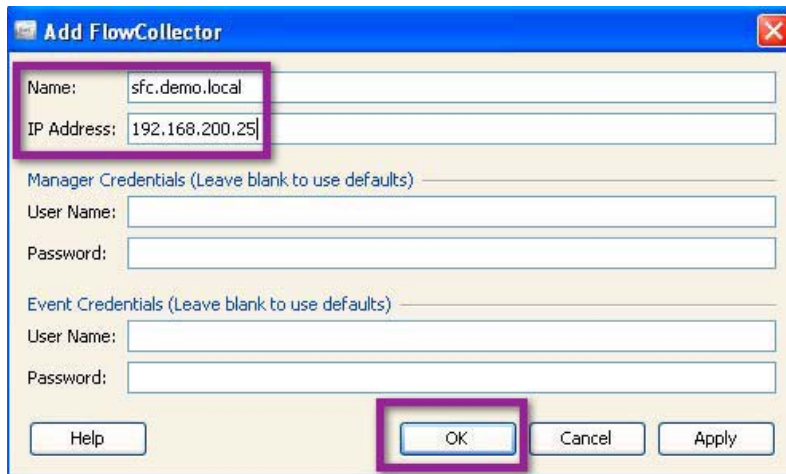 Add FlowCollector
Name: sfc.demo.local
IP Address: 192.168.200.25
Manager Credentials (Leave blank to use defaults)
User Name:
Password:
Event Credentials (Leave blank to use defaults)
User Name:
Password:
Help OK Cancel Apply